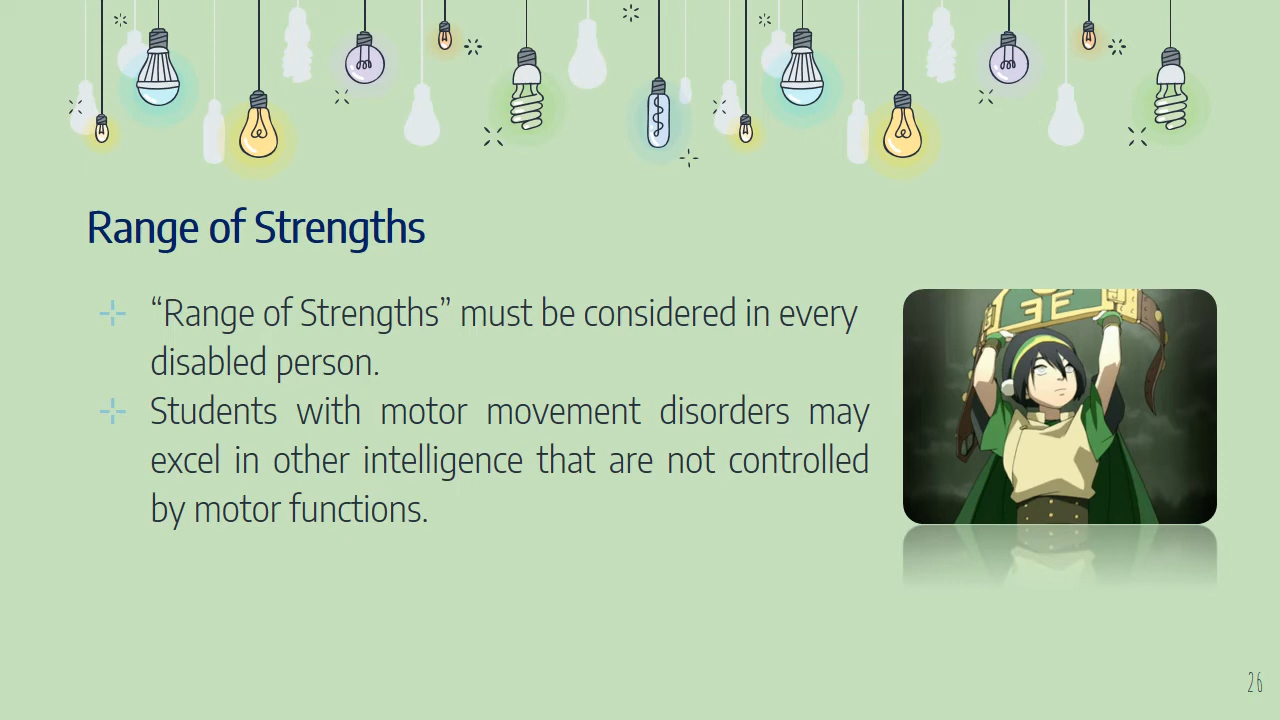 Range of Strengths
“Range of Strengths” must be considered in every
disabled person.
Students with motor movement disorders may
excel in other intelligence that are not controlled
by motor functions.
26